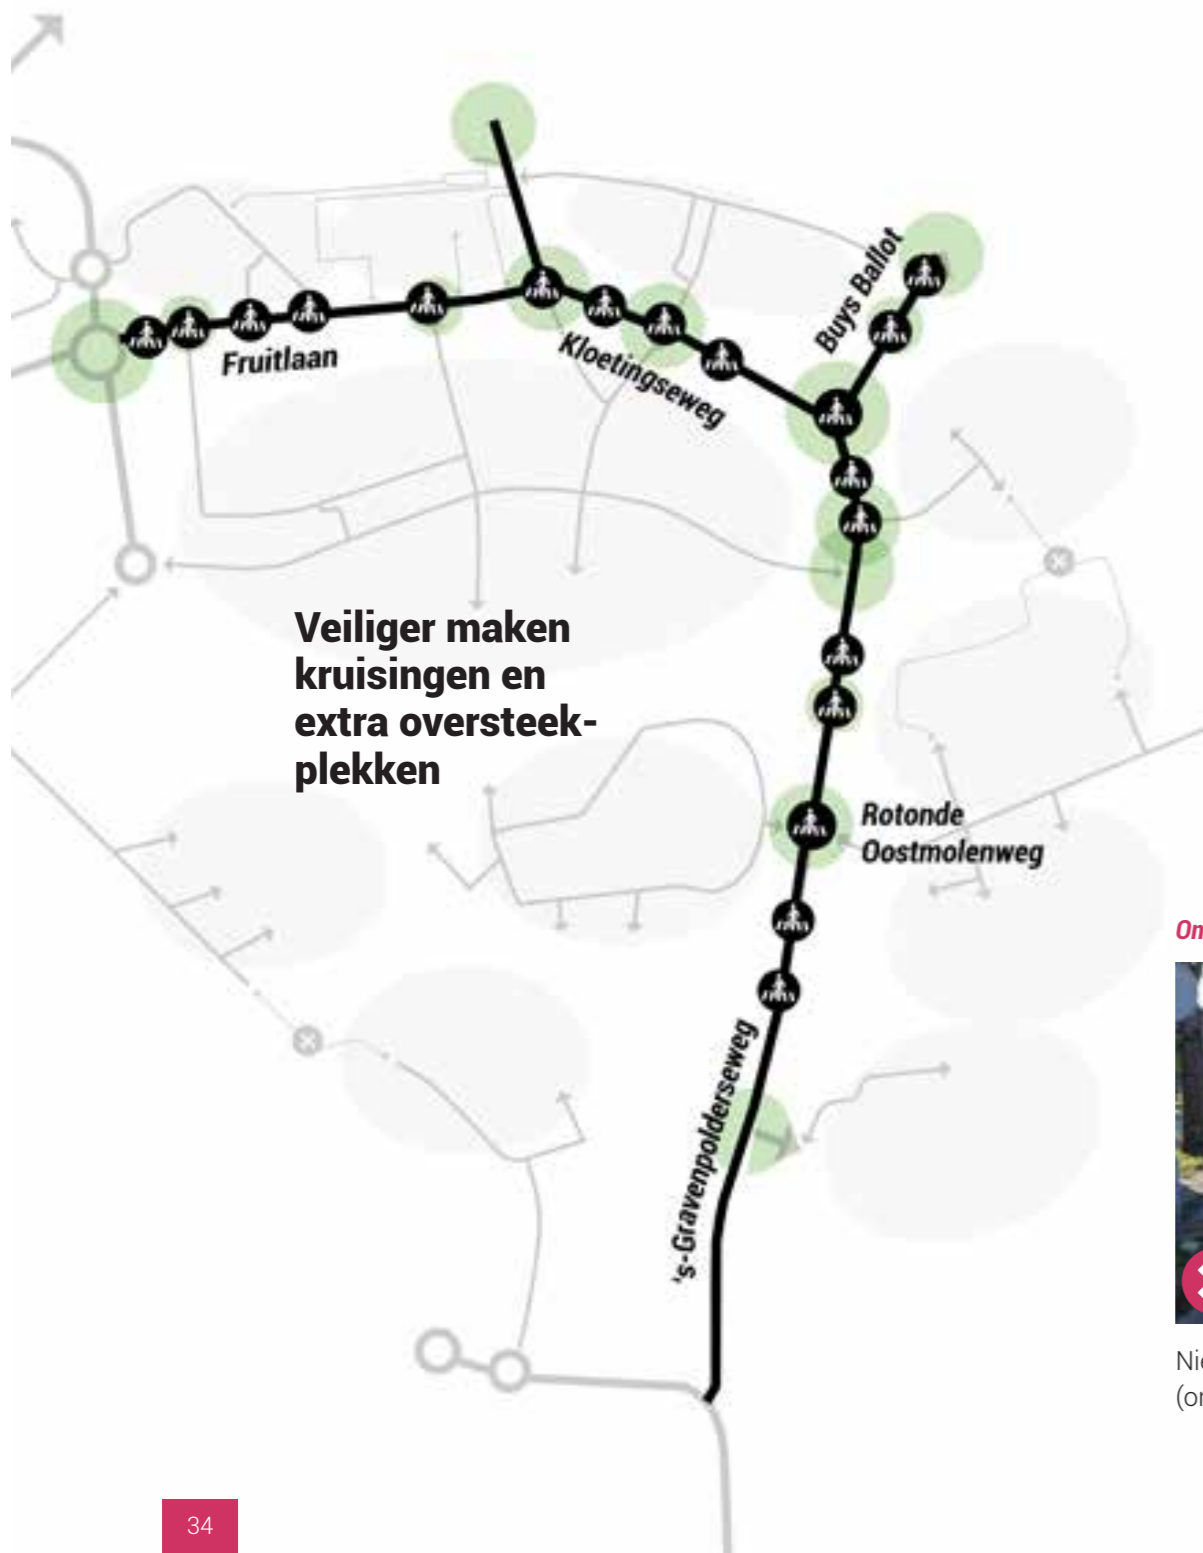 Buys Ballot
Fruitlaan
Kloetingseweg
Veiliger maken
kruisingen en
extra oversteek-
plekken
Rotonde
Oostmolenweg
's-Gravenpolderseweg
34